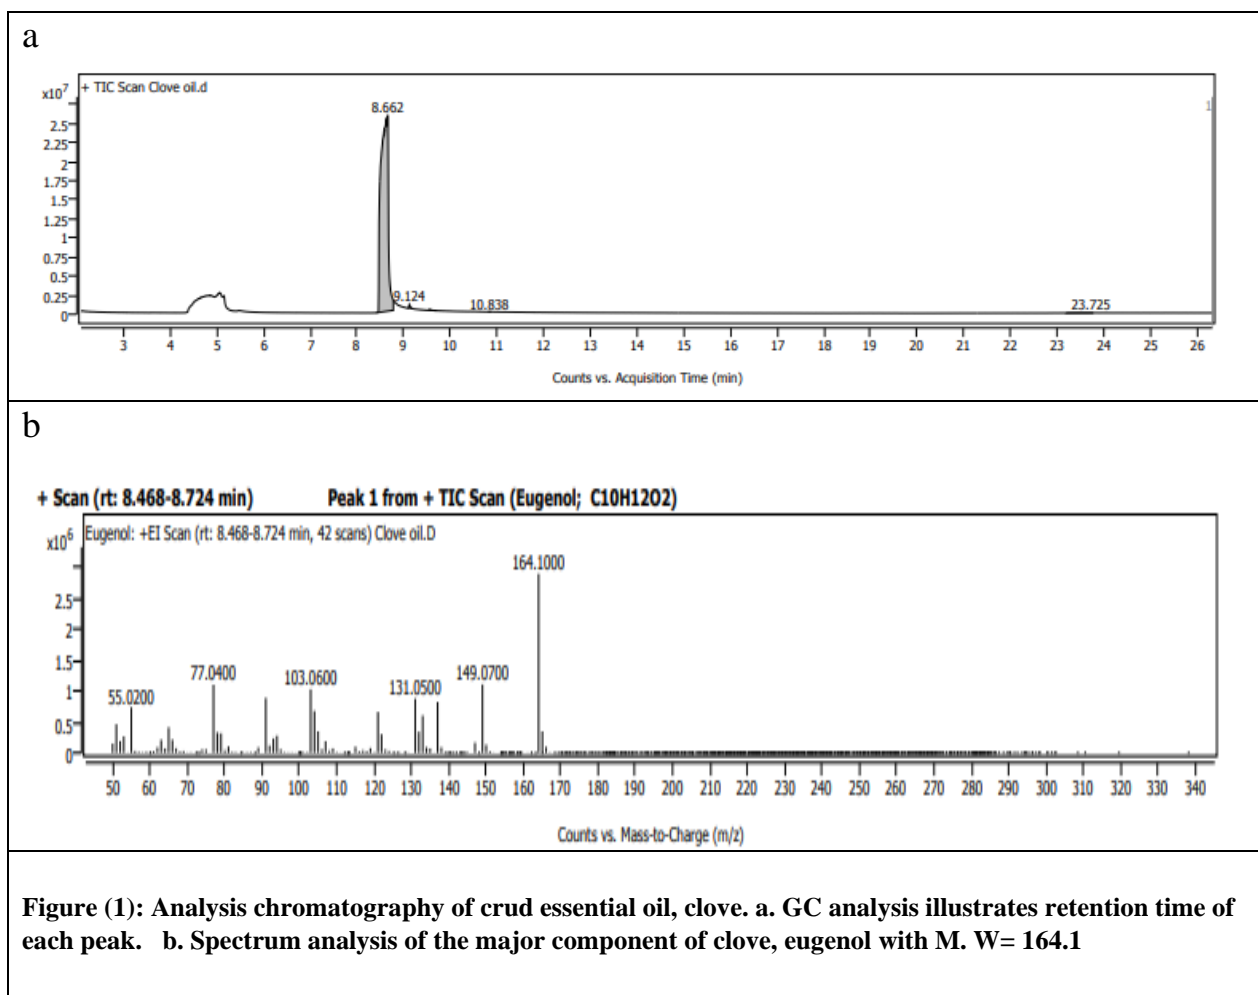 a
+ TIC Scan Clove oil.d
x10⁷
8.662
2.5
2.25
2
1.75
1.5
1.25
1
0.75
0.5
0.25
0
9.124
10.838
23.725
1
3 4 5 6 7 8 9 10 11 12 13 14 15 16 17 18 19 20 21 22 23 24 25 26
Counts vs. Acquisition Time (min)
b
+ Scan (rt: 8.468-8.724 min) Peak 1 from + TIC Scan (Eugenol; C10H12O2)
Eugenol: +EI Scan (rt: 8.468-8.724 min, 42 scans) Clove oil.D
x10⁶
164.1000
2.5
2
1.5
1
0.5
0
55.0200
77.0400
103.0600
131.0500
149.0700
50 60 70 80 90 100 110 120 130 140 150 160 170 180 190 200 210 220 230 240 250 260 270 280 290 300 310 320 330 340
Counts vs. Mass-to-Charge (m/z)
Figure (1): Analysis chromatography of crud essential oil, clove. a. GC analysis illustrates retention time of
each peak. b. Spectrum analysis of the major component of clove, eugenol with M. W= 164.1